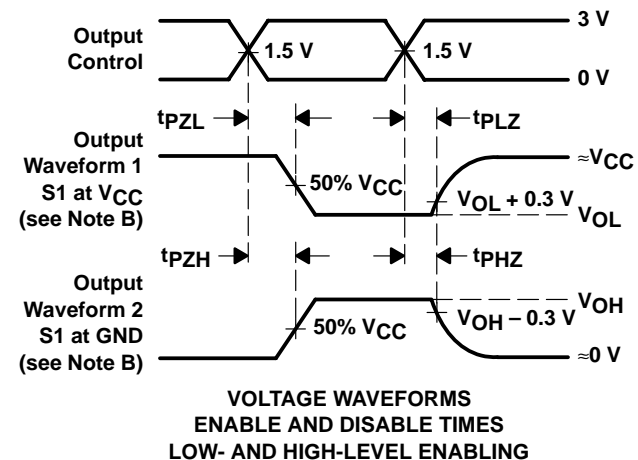 Output
Control
1.5 V
1.5 V
3 V
0 V
tPZL
tPLZ
Output
Waveform 1
S1 at VCC
(see Note B)
50% VCC
≈VCC
VOL + 0.3 V
VOL
tPZH
tPHZ
Output
Waveform 2
S1 at GND
(see Note B)
50% VCC
VOH
VOH – 0.3 V
≈0 V
VOLTAGE WAVEFORMS
ENABLE AND DISABLE TIMES
LOW- AND HIGH-LEVEL ENABLING